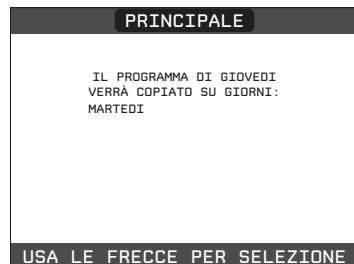 PRINCIPALE
IL PROGRAMMA DI GIOVEDI
VERRÀ COPIATO SU GIORNI:
MARTEDI
USA LE FRECCE PER SELEZIONE